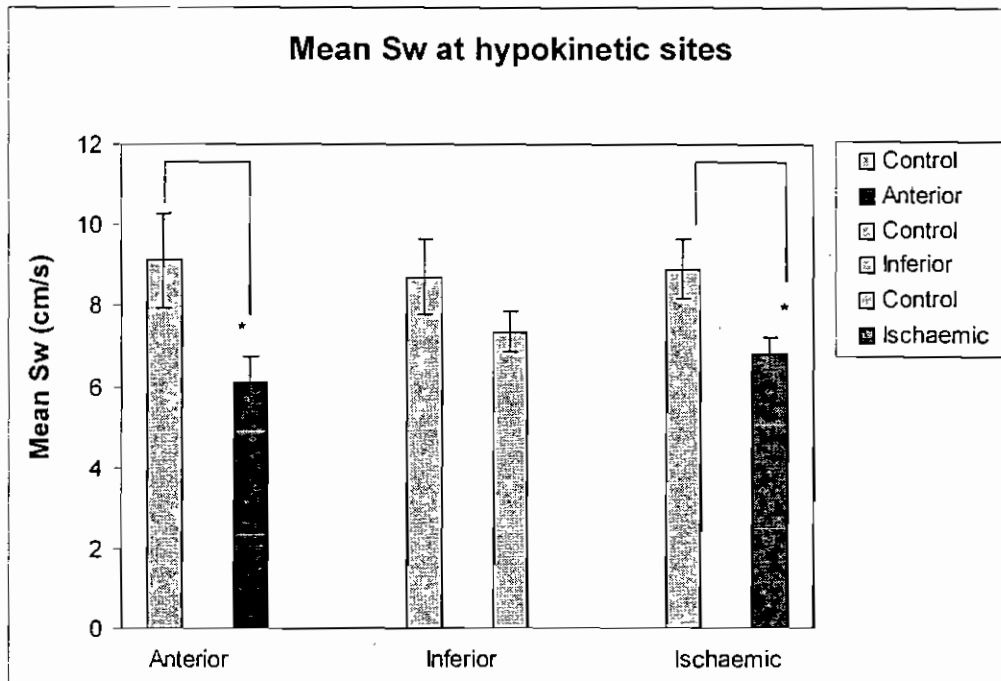 Mean Sw at hypokinetic sites
Mean Sw (cm/s)
12
10
8
6
4
2
0
*
*
Anterior
Inferior
Ischaemic
Control
Anterior
Control
Inferior
Control
Ischaemic